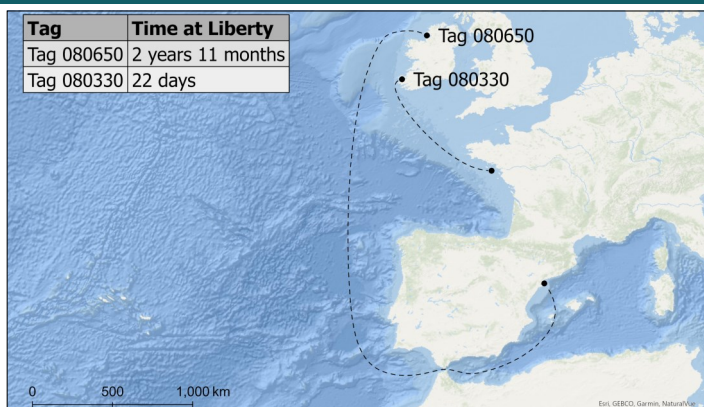 Tag Time at Liberty
Tag 080650 2 years 11 months
Tag 080330 22 days
Tag 080650
Tag 080330
0 500 1,000 km
Esri, GEBCO, Garmin, NaturalVue